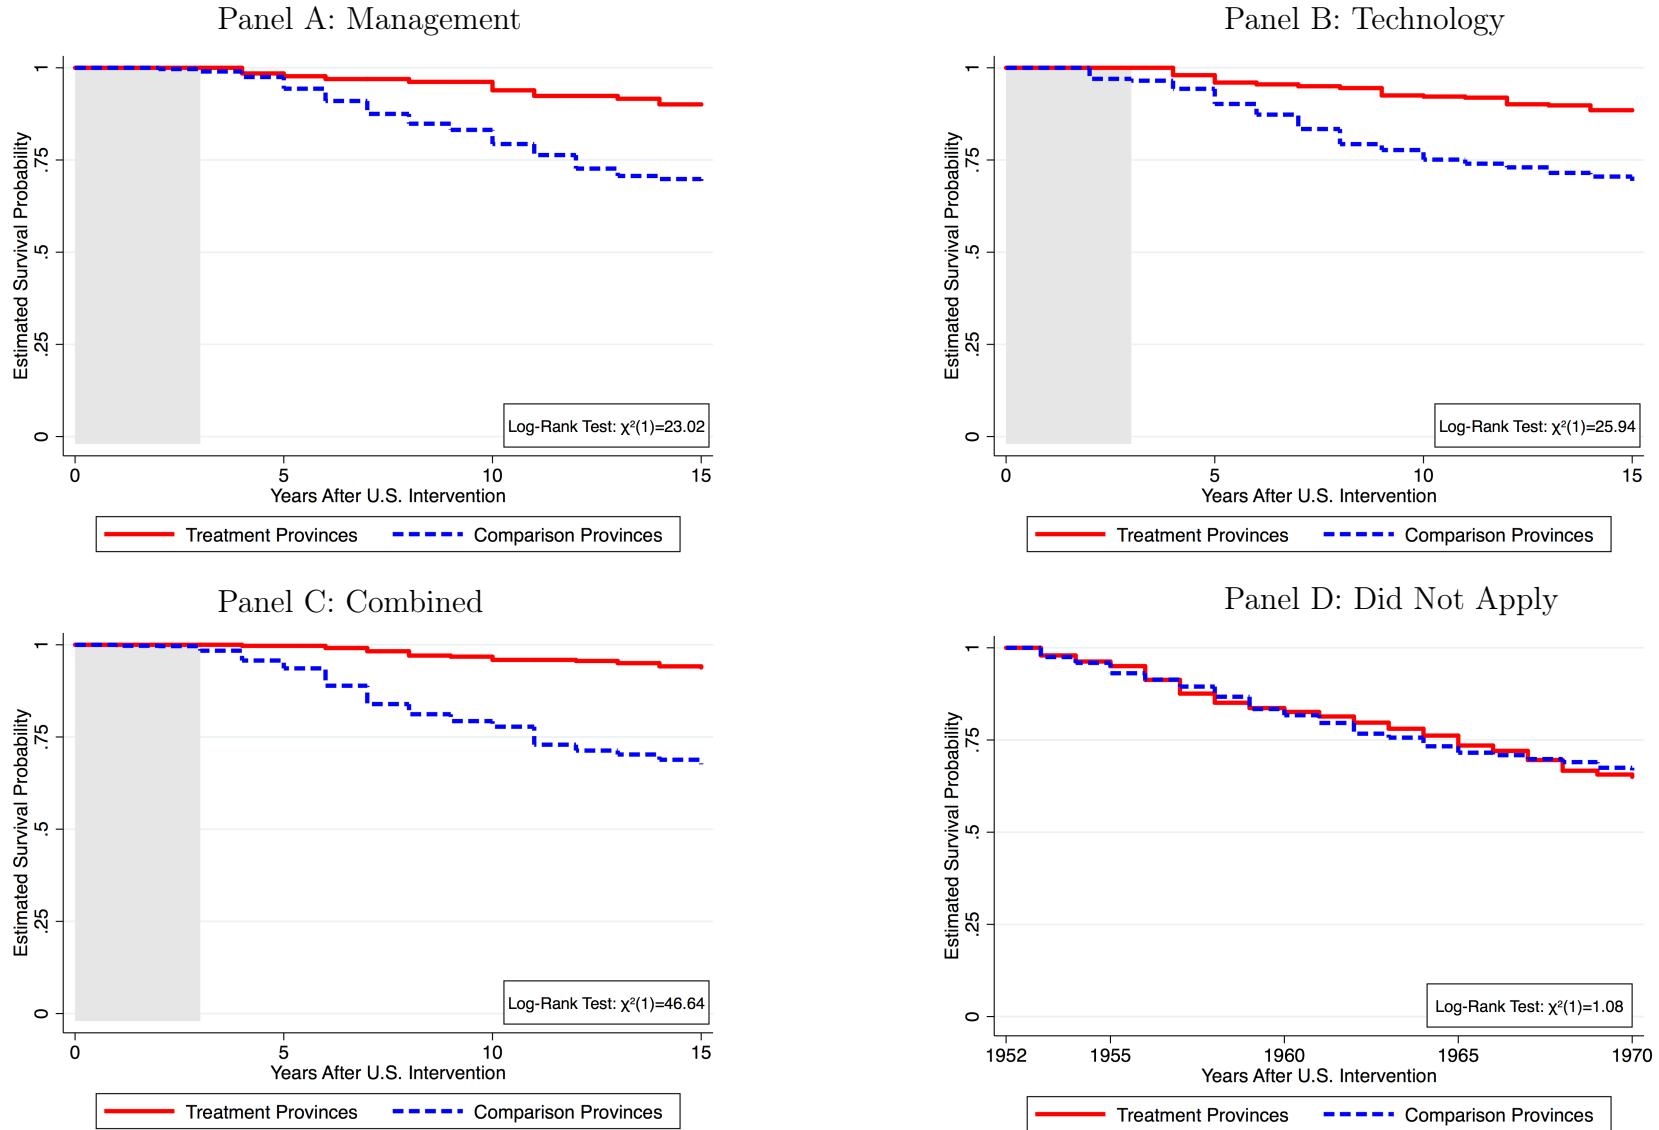 Panel A: Management
Estimated Survival Probability
1
.75
.5
.25
0
Log-Rank Test: χ²(1)=23.02
0 5 10 15
Years After U.S. Intervention
Treatment Provinces Comparison Provinces
Panel B: Technology
Estimated Survival Probability
1
.75
.5
.25
0
Log-Rank Test: χ²(1)=25.94
0 5 10 15
Years After U.S. Intervention
Treatment Provinces Comparison Provinces
Panel C: Combined
Estimated Survival Probability
1
.75
.5
.25
0
Log-Rank Test: χ²(1)=46.64
0 5 10 15
Years After U.S. Intervention
Treatment Provinces Comparison Provinces
Panel D: Did Not Apply
Estimated Survival Probability
1
.75
.5
.25
0
Log-Rank Test: χ²(1)=1.08
1952 1955 1960 1965 1970
Years After U.S. Intervention
Treatment Provinces Comparison Provinces